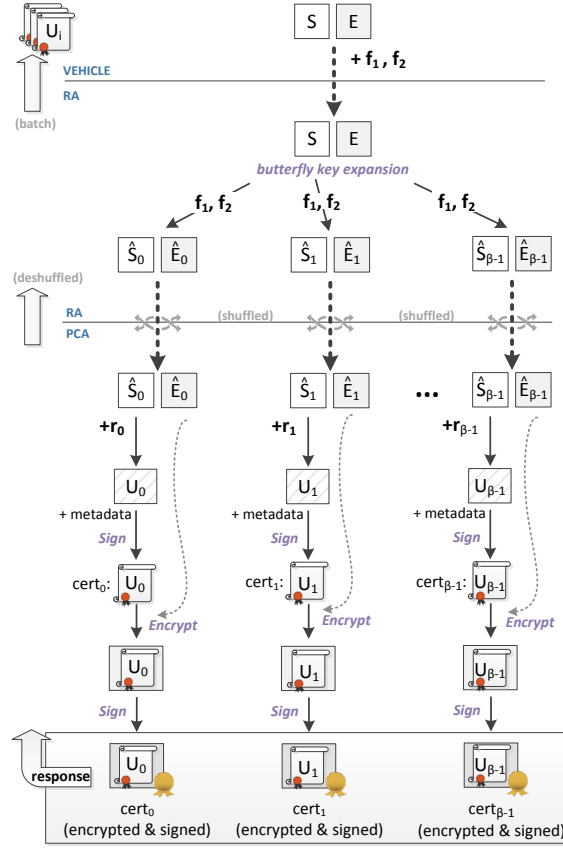 U_i
S E
+ f₁, f₂
VEHICLE
RA
(batch)
S E
butterfly key expansion
f₁, f₂ f₁, f₂ f₁, f₂
Ŝ₀ Ê₀ Ŝ₁ Ê₁ Ŝβ-1 Êβ-1
(deshuffled)
RA (shuffled) (shuffled)
PCA
Ŝ₀ Ê₀ Ŝ₁ Ê₁ ... Ŝβ-1 Êβ-1
+r₀ +r₁ +rβ-1
U₀ U₁ Uβ-1
+ metadata + metadata + metadata
Sign Sign Sign
cert₀: U₀ cert₁: U₁ certβ-1: Uβ-1
Encrypt Encrypt Encrypt
U₀ U₁ Uβ-1
Sign Sign Sign
response U₀ U₁ Uβ-1
cert₀ cert₁ certβ-1
(encrypted & signed) (encrypted & signed) (encrypted & signed)